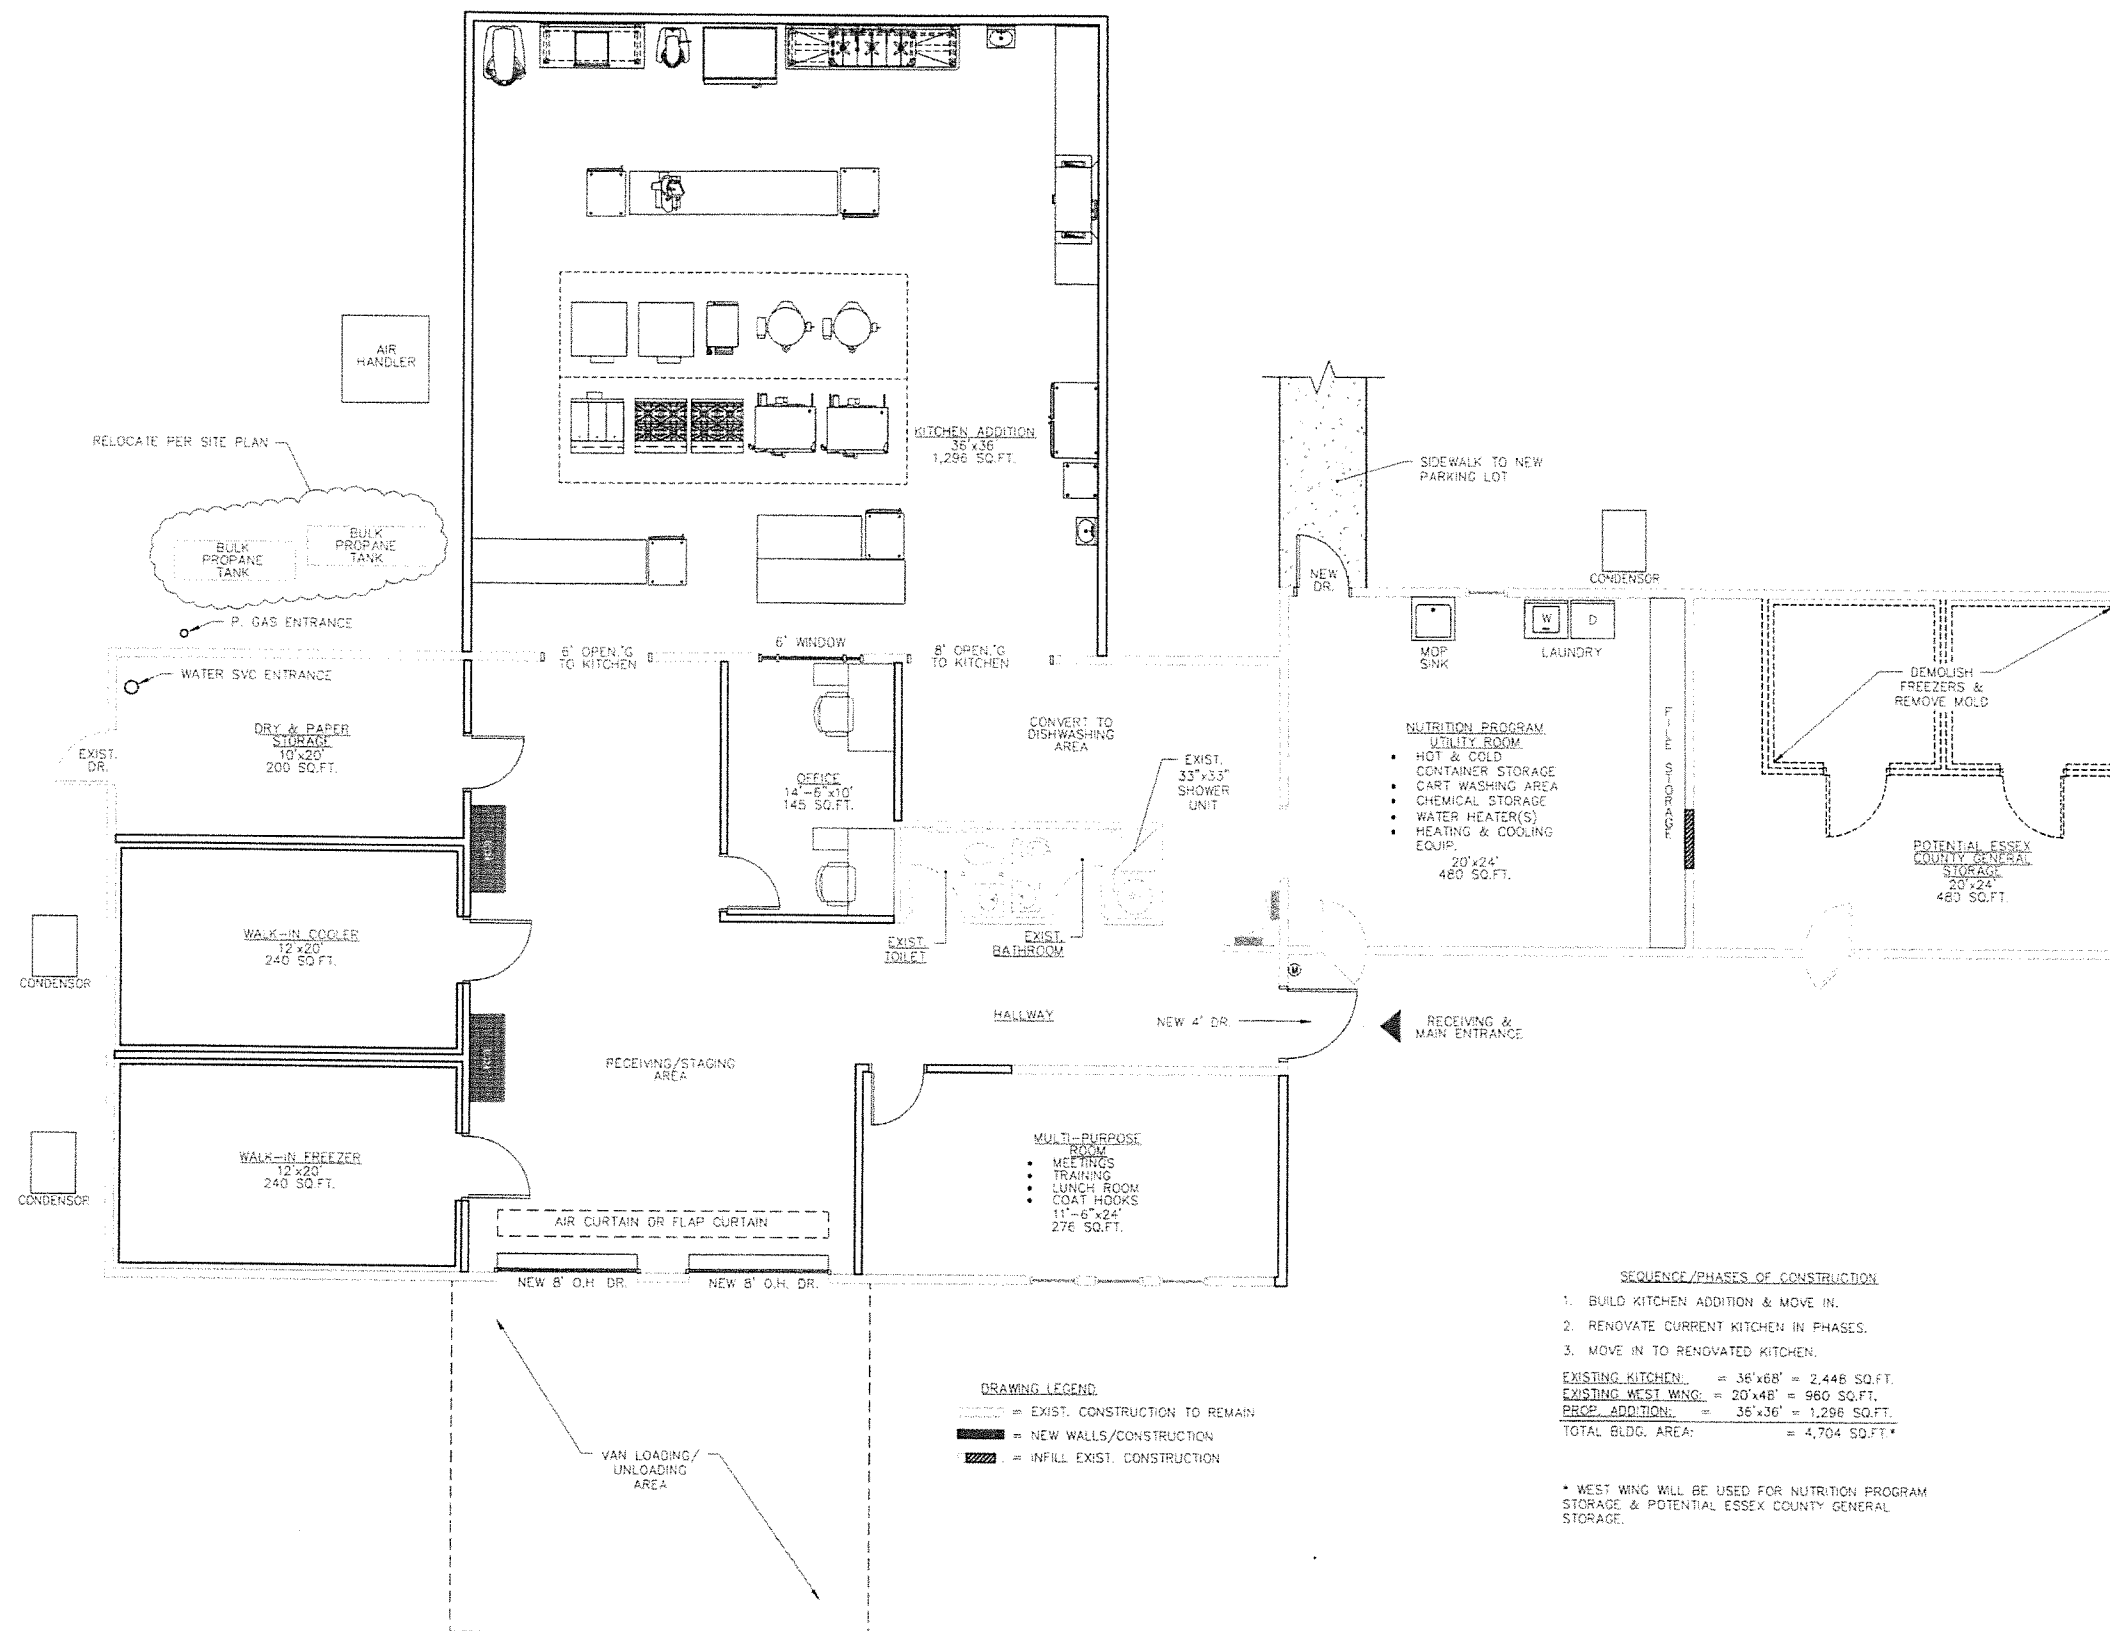 AIR
HANDLER
RELOCATE PER SITE PLAN
BULK
PROPANE
TANK
BULK
PROPANE
TANK
P. GAS ENTRANCE
WATER SVC ENTRANCE
KITCHEN ADDITION
36'x36'
1,296 SQ.FT.
6' OPEN.'G
TO KITCHEN
6' WINDOW
8' OPEN.'G
TO KITCHEN
SIDEWALK TO NEW
PARKING LOT
NEW
DR.
CONDENSOR
MOP
SINK
W
D
LAUNDRY
DEMOLISH
FREEZERS &
REMOVE MOLD
EXIST.
DR.
DRY & PAPER
STORAGE
10'x20'
200 SQ.FT.
OFFICE
14'-6"x10'
145 SQ.FT.
CONVERT TO
DISHWASHING
AREA
EXIST.
33"x33"
SHOWER
UNIT
NUTRITION PROGRAM
UTILITY ROOM
• HOT & COLD
CONTAINER STORAGE
• CART WASHING AREA
• CHEMICAL STORAGE
• WATER HEATER(S)
• HEATING & COOLING
EQUIP.
20'x24'
480 SQ.FT.
FILE STORAGE
POTENTIAL ESSEX
COUNTY GENERAL
STORAGE
20'x24'
480 SQ.FT.
CONDENSOR
WALK-IN COOLER
12'x20'
240 SQ.FT.
EXIST.
TOILET
EXIST.
BATHROOM
M
HALLWAY
NEW 4' DR.
RECEIVING &
MAIN ENTRANCE
RECEIVING/STAGING
AREA
CONDENSOR
WALK-IN FREEZER
12'x20'
240 SQ.FT.
MULTI-PURPOSE
ROOM
• MEETINGS
• TRAINING
• LUNCH ROOM
• COAT HOOKS
11'-6"x24'
276 SQ.FT.
AIR CURTAIN OR FLAP CURTAIN
NEW 8' O.H. DR.
NEW 8' O.H. DR.
VAN LOADING/
UNLOADING
AREA
DRAWING LEGEND
= EXIST. CONSTRUCTION TO REMAIN
= NEW WALLS/CONSTRUCTION
= INFILL EXIST. CONSTRUCTION
SEQUENCE/PHASES OF CONSTRUCTION
1. BUILD KITCHEN ADDITION & MOVE IN.
2. RENOVATE CURRENT KITCHEN IN PHASES.
3. MOVE IN TO RENOVATED KITCHEN.
EXISTING KITCHEN: = 36'x68' = 2,448 SQ.FT.
EXISTING WEST WING: = 20'x48' = 960 SQ.FT.
PROP. ADDITION: = 36'x36' = 1,296 SQ.FT.
TOTAL BLDG. AREA: = 4,704 SQ.FT.*
* WEST WING WILL BE USED FOR NUTRITION PROGRAM
STORAGE & POTENTIAL ESSEX COUNTY GENERAL
STORAGE.